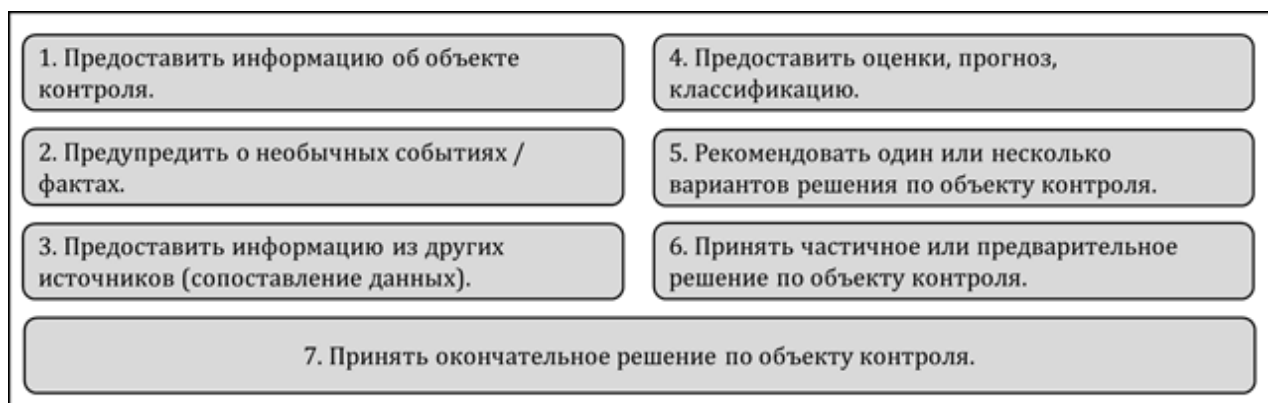 1. Предоставить информацию об объекте
контроля.
2. Предупредить о необычных событиях /
фактах.
3. Предоставить информацию из других
источников (сопоставление данных).
4. Предоставить оценки, прогноз,
классификацию.
5. Рекомендовать один или несколько
вариантов решения по объекту контроля.
6. Принять частичное или предварительное
решение по объекту контроля.
7. Принять окончательное решение по объекту контроля.